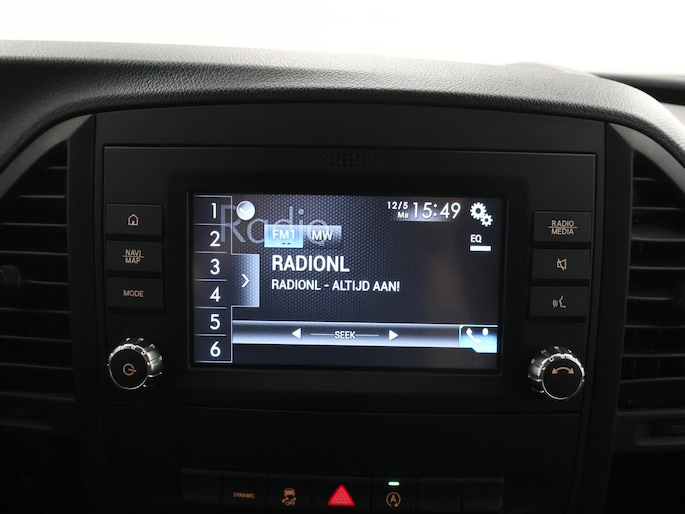 1
2
3
4
5
6
Radio
12/5
Ma
15:49
FM1
MW
EQ
RADIONL
RADIONL - ALTIJD AAN!
SEEK
NAVI
MAP
MODE
RADIO
MEDIA
DYNAMIC
OFF
A